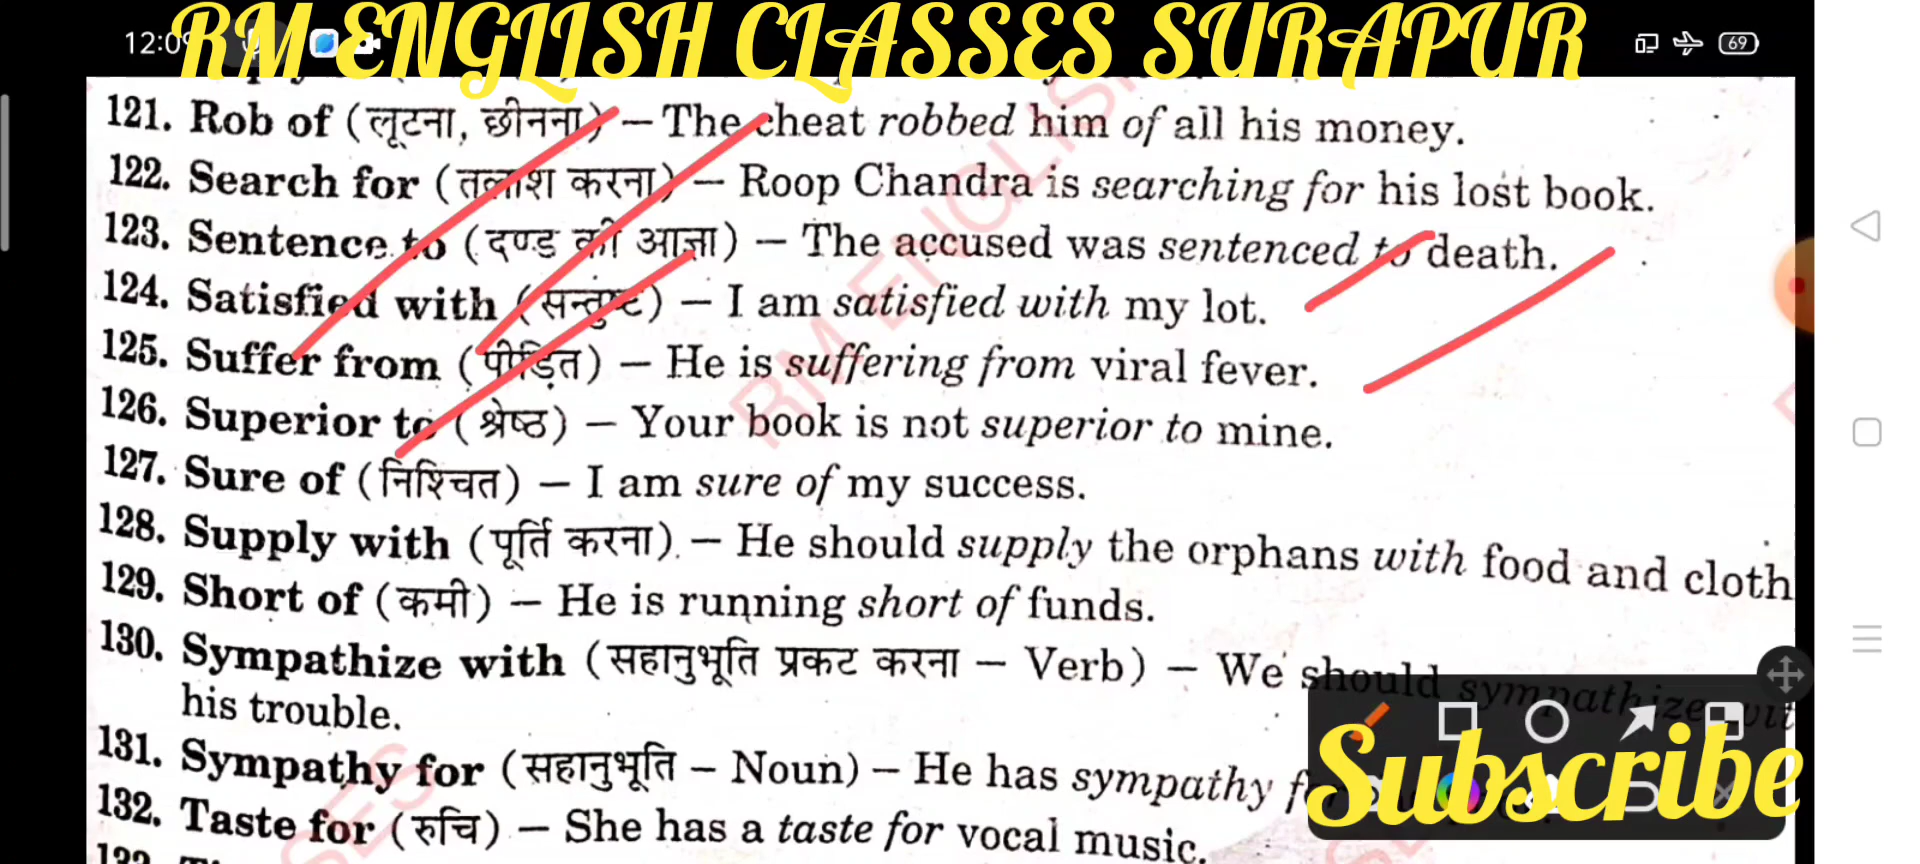 RM ENGLISH CLASSES SURAPUR
69
121. Rob of (लूटना, छीनना) – The cheat robbed him of all his money.
122. Search for (तलाश करना) – Roop Chandra is searching for his lost book.
123. Sentence to (दण्ड की आज्ञा) – The accused was sentenced to death.
124. Satisfied with (सन्तुष्ट) – I am satisfied with my lot.
125. Suffer from (पीड़ित) – He is suffering from viral fever.
126. Superior to (श्रेष्ठ) – Your book is not superior to mine.
127. Sure of (निश्चित) – I am sure of my success.
128. Supply with (पूर्ति करना). – He should supply the orphans with food and cloth
129. Short of (कमी) – He is running short of funds.
130. Sympathize with (सहानुभूति प्रकट करना – Verb) – We should sympathize
his trouble.
131. Sympathy for (सहानुभूति – Noun) – He has sympathy
132. Taste for (रुचि) – She has a taste for vocal music.
Subscribe